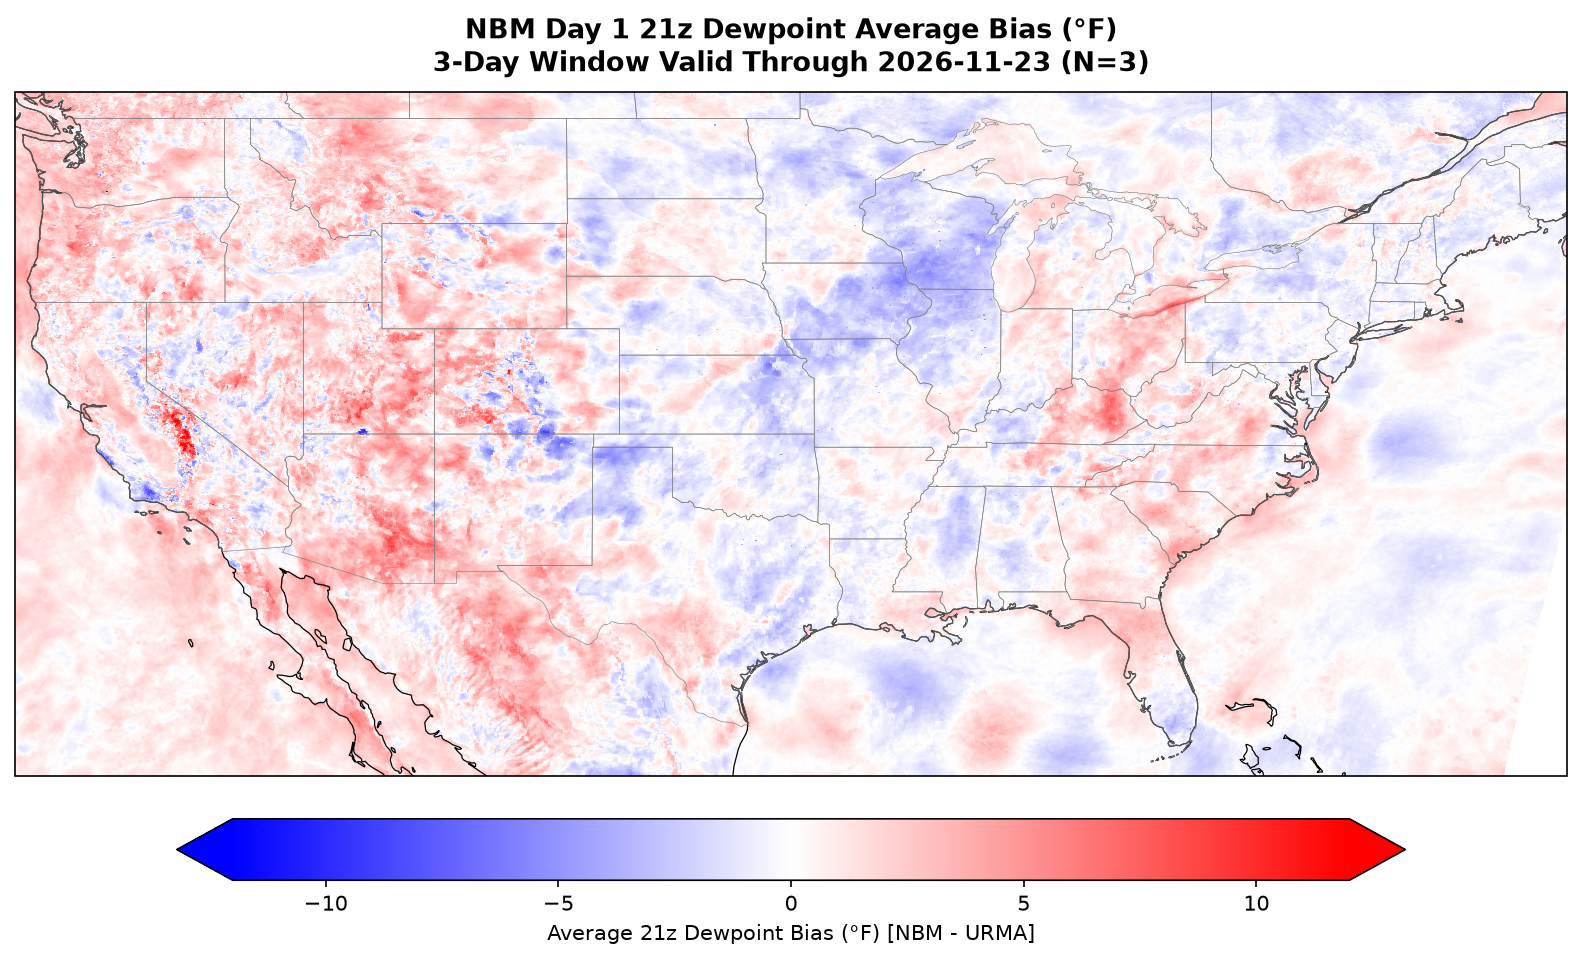 NBM Day 1 21z Dewpoint Average Bias (°F)
3-Day Window Valid Through 2026-11-23 (N=3)
−10 −5 0 5 10
Average 21z Dewpoint Bias (°F) [NBM - URMA]